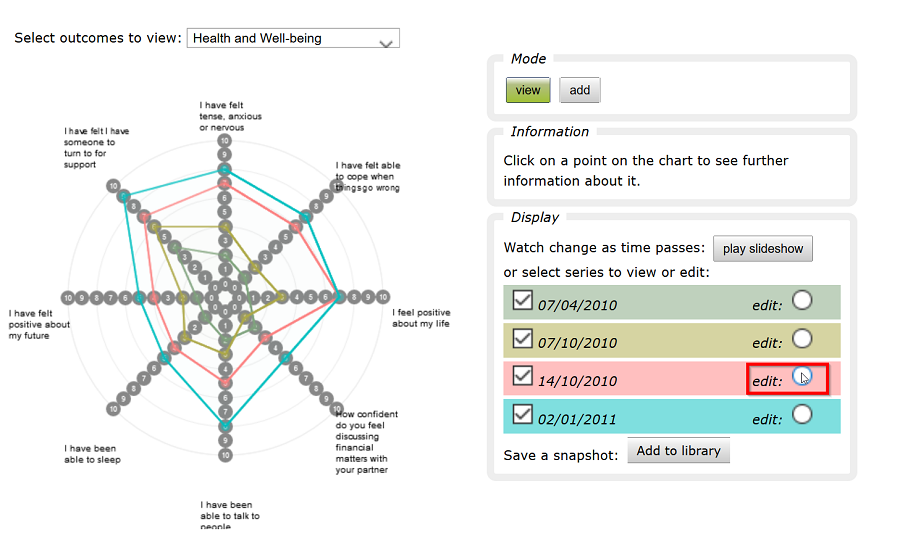 Select outcomes to view: Health and Well-being
Mode
view add
Information
Click on a point on the chart to see further
information about it.
Display
Watch change as time passes: play slideshow
or select series to view or edit:
07/04/2010 edit:
07/10/2010 edit:
14/10/2010 edit:
02/01/2011 edit:
Save a snapshot: Add to library
I have felt
tense, anxious
or nervous
I have felt able
to cope when
things go wrong
I feel positive
about my life
How confident
do you feel
discussing
financial
matters with
your partner
I have been
able to talk to
people
I have been
able to sleep
I have felt
positive about
my future
I have felt I have
someone to
turn to for
support